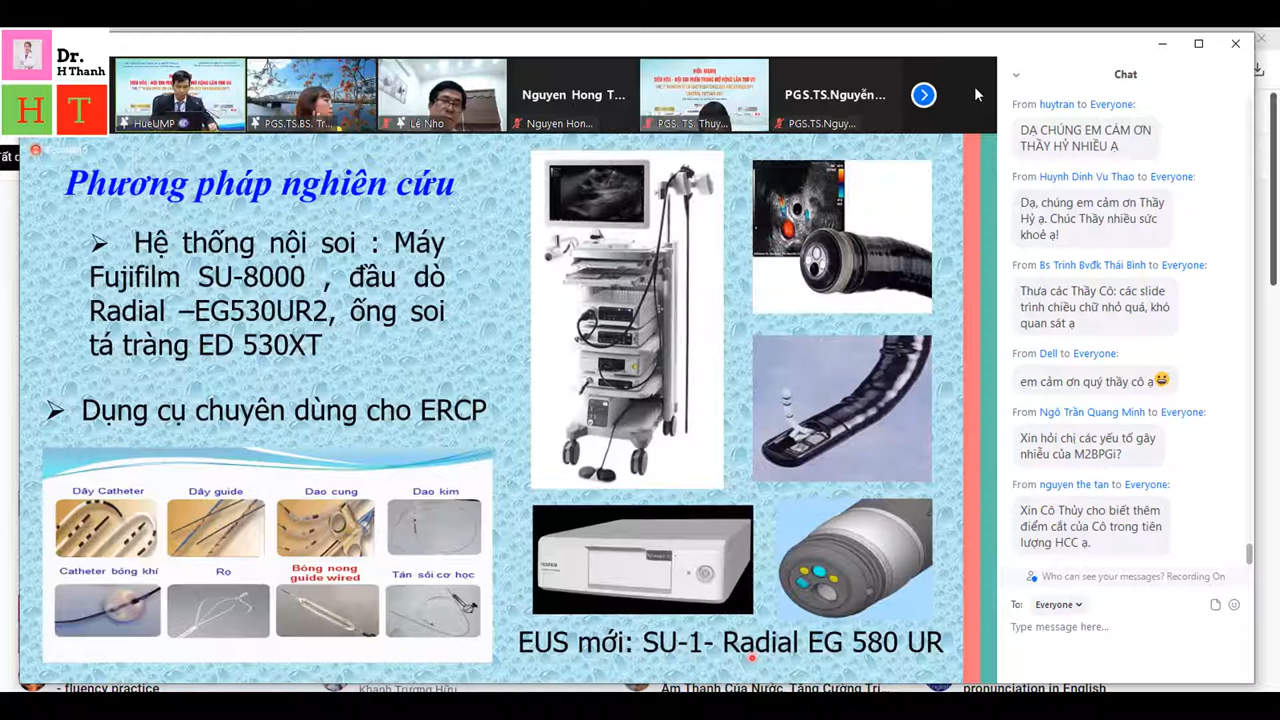 Dr.
H Thanh
H T
HueUMP
PGS.TS.BS. Tr...
Lê Nho
Nguyen Hong T...
Nguyen Hon...
HỘI NGHỊ
PGS. TS. Thuy...
PGS.TS.Nguyễn...
PGS.TS.Nguy...
Phương pháp nghiên cứu
➢ Hệ thống nội soi : Máy
Fujifilm SU-8000 , đầu dò
Radial –EG530UR2, ống soi
tá tràng ED 530XT
➢ Dụng cụ chuyên dùng cho ERCP
Dây Catheter
Dây guide
Dao cung
Dao kim
Catheter bóng khí
Rọ
Bóng nong
guide wired
Tán sỏi cơ học
EUS mới: SU-1- Radial EG 580 UR
Chat
From huytran to Everyone:
DẠ CHÚNG EM CẢM ƠN
THẦY HỶ NHIỀU Ạ
From Huynh Dinh Vu Thao to Everyone:
Dạ, chúng em cảm ơn Thầy
Hỷ ạ. Chúc Thầy nhiều sức
khoẻ ạ!
From Bs Trinh Bvđk Thái Bình to Everyone:
Thưa các Thầy Cô: các slide
trình chiếu chữ nhỏ quá, khó
quan sát ạ
From Dell to Everyone:
em cảm ơn quý thầy cô ạ😄
From Ngô Trần Quang Minh to Everyone:
Xin hỏi chị các yếu tố gây
nhiễu của M2BPGi?
From nguyen the tan to Everyone:
Xin Cô Thủy cho biết thêm
điểm cắt của Cô trong tiên
lượng HCC ạ.
Who can see your messages? Recording On
To: Everyone
Type message here...
- fluency practice
Khanh Trương Hữu
Âm Thanh Của Nước, Tăng Cường Trí...
pronunciation in English